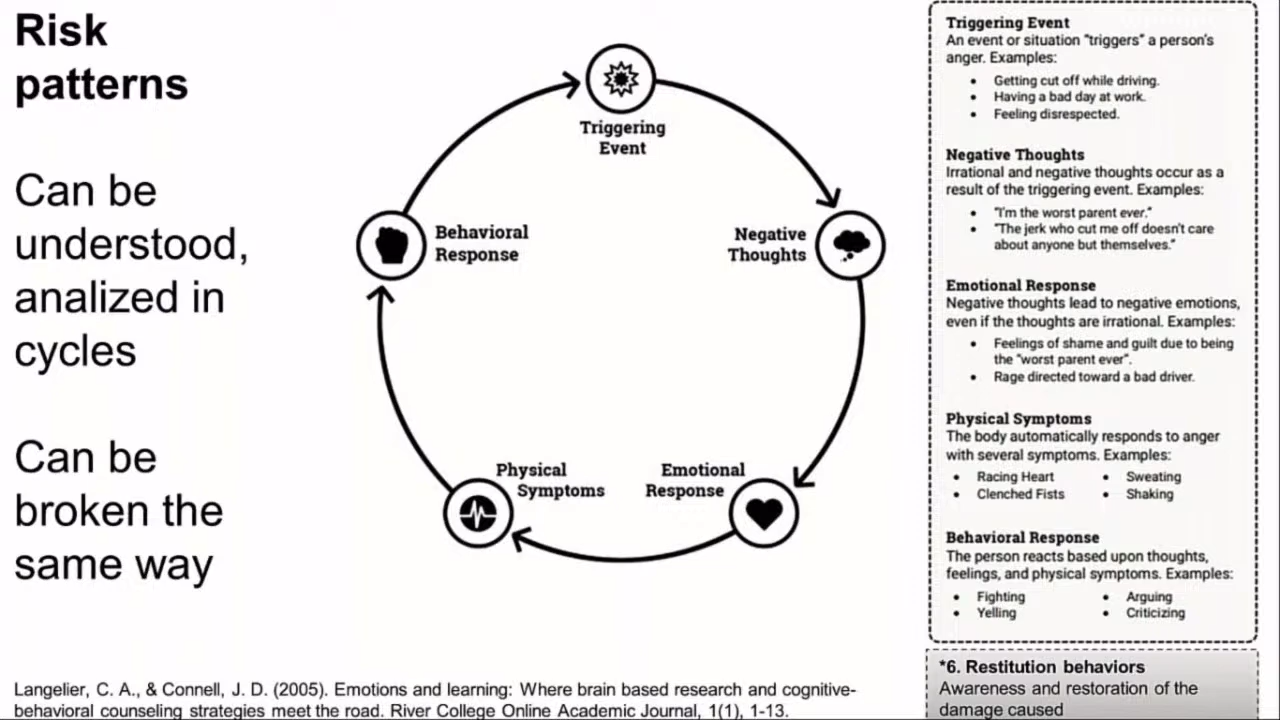 Risk
patterns
Can be
understood,
analized in
cycles
Can be
broken the
same way
Triggering
Event
Negative
Thoughts
Emotional
Response
Physical
Symptoms
Behavioral
Response
Triggering Event
An event or situation "triggers" a person's
anger. Examples:
• Getting cut off while driving.
• Having a bad day at work.
• Feeling disrespected.
Negative Thoughts
Irrational and negative thoughts occur as a
result of the triggering event. Examples:
• "I'm the worst parent ever."
• "The jerk who cut me off doesn't care
about anyone but themselves."
Emotional Response
Negative thoughts lead to negative emotions,
even if the thoughts are irrational. Examples:
• Feelings of shame and guilt due to being
the "worst parent ever".
• Rage directed toward a bad driver.
Physical Symptoms
The body automatically responds to anger
with several symptoms. Examples:
• Racing Heart • Sweating
• Clenched Fists • Shaking
Behavioral Response
The person reacts based upon thoughts,
feelings, and physical symptoms. Examples:
• Fighting • Arguing
• Yelling • Criticizing
*6. Restitution behaviors
Awareness and restoration of the
damage caused
Langelier, C. A., & Connell, J. D. (2005). Emotions and learning: Where brain based research and cognitive-
behavioral counseling strategies meet the road. River College Online Academic Journal, 1(1), 1-13.